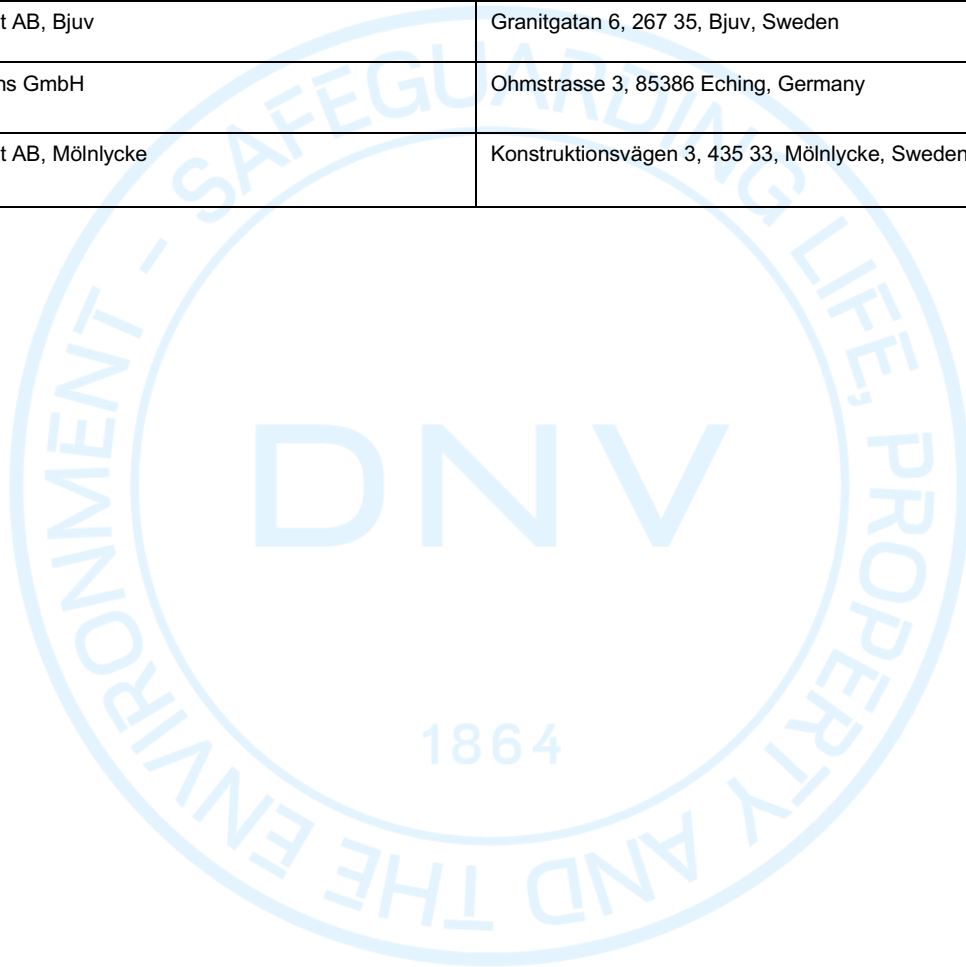 t AB, Bjuv Granitgatan 6, 267 35, Bjuv, Sweden
ns GmbH Ohmstrasse 3, 85386 Eching, Germany
t AB, Mölnlycke Konstruktionsvägen 3, 435 33, Mölnlycke, Sweden
SAFEGUARDING LIFE, PROPERTY AND THE ENVIRONMENT -
DNV
1864